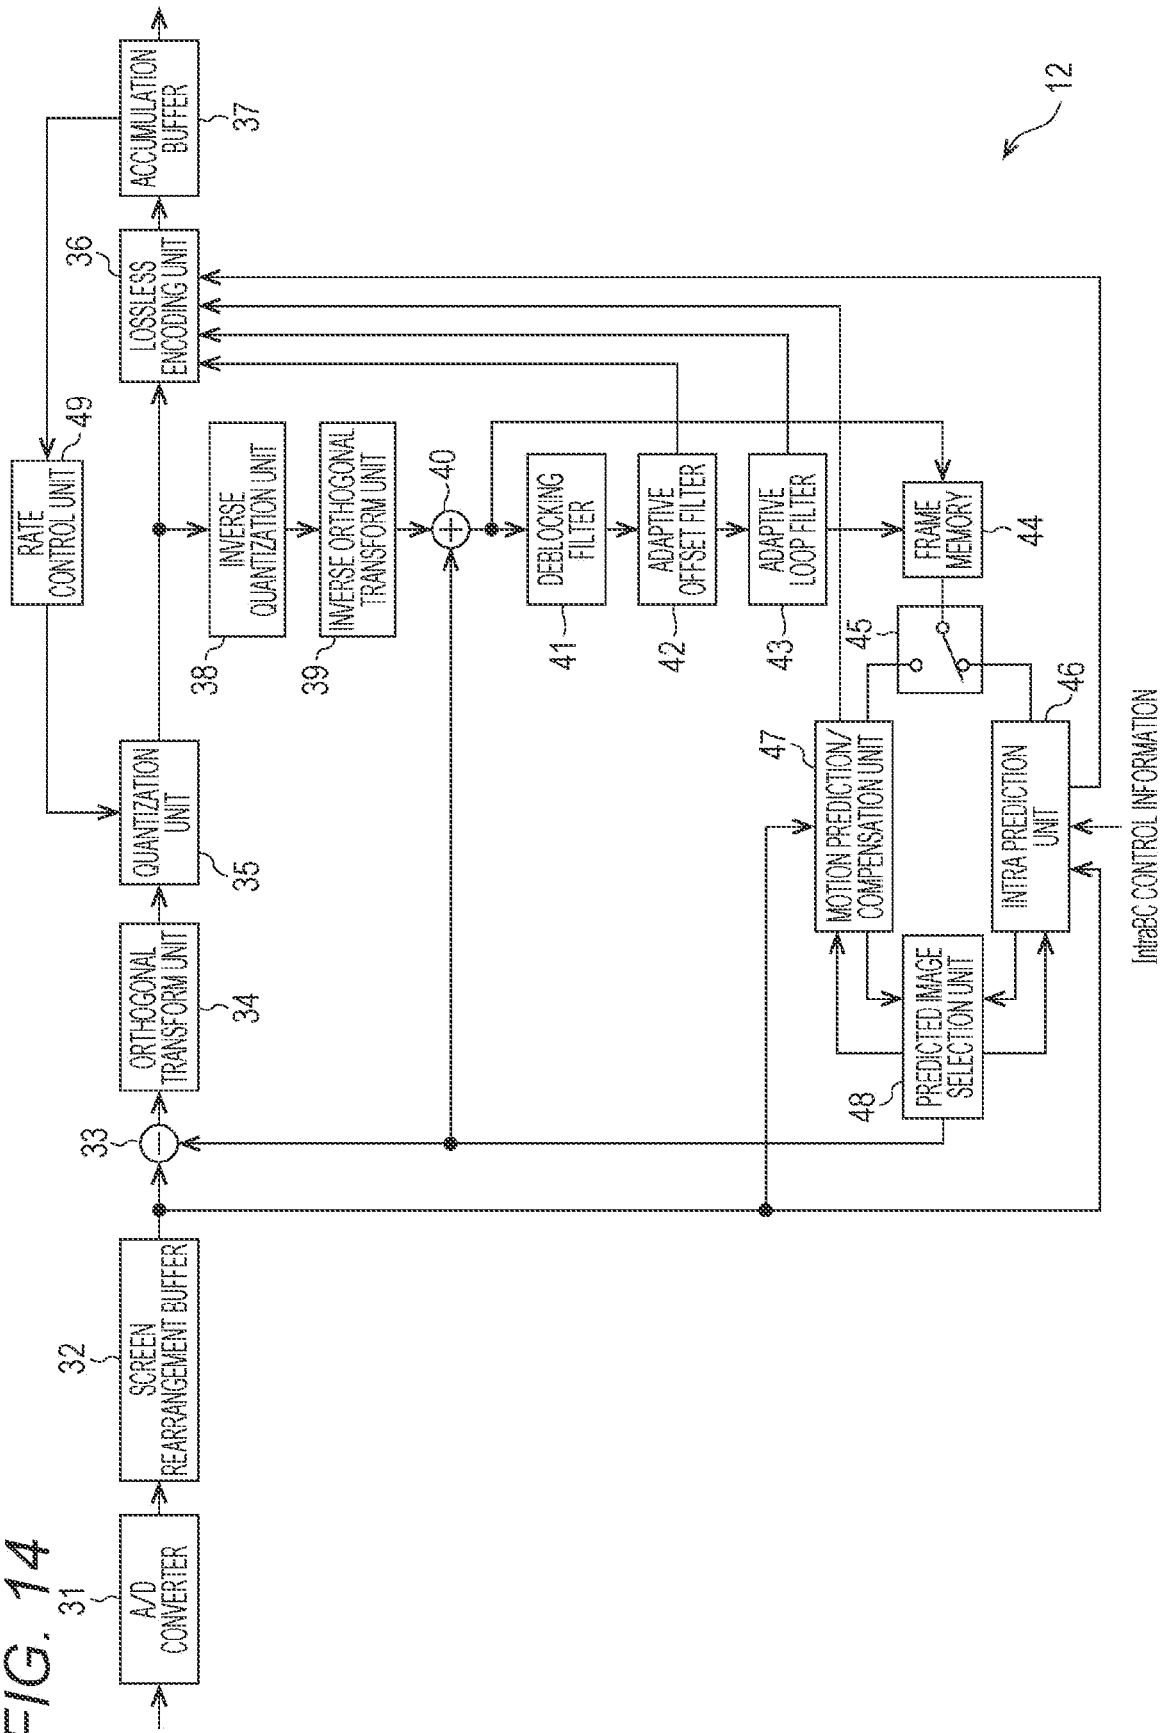 FIG. 14
31
A/D
CONVERTER
32
SCREEN
REARRANGEMENT BUFFER
33
ORTHOGONAL
TRANSFORM UNIT
34
QUANTIZATION
UNIT
35
RATE
CONTROL UNIT
49
36
LOSSLESS
ENCODING UNIT
ACCUMULATION
BUFFER
37
38
INVERSE
QUANTIZATION UNIT
39
INVERSE ORTHOGONAL
TRANSFORM UNIT
40
DEBLOCKING
FILTER
41
ADAPTIVE
OFFSET FILTER
42
ADAPTIVE
LOOP FILTER
43
FRAME
MEMORY
44
45
47
MOTION PREDICTION/
COMPENSATION UNIT
48
PREDICTED IMAGE
SELECTION UNIT
INTRA PREDICTION
UNIT
46
IntraBC CONTROL INFORMATION
12